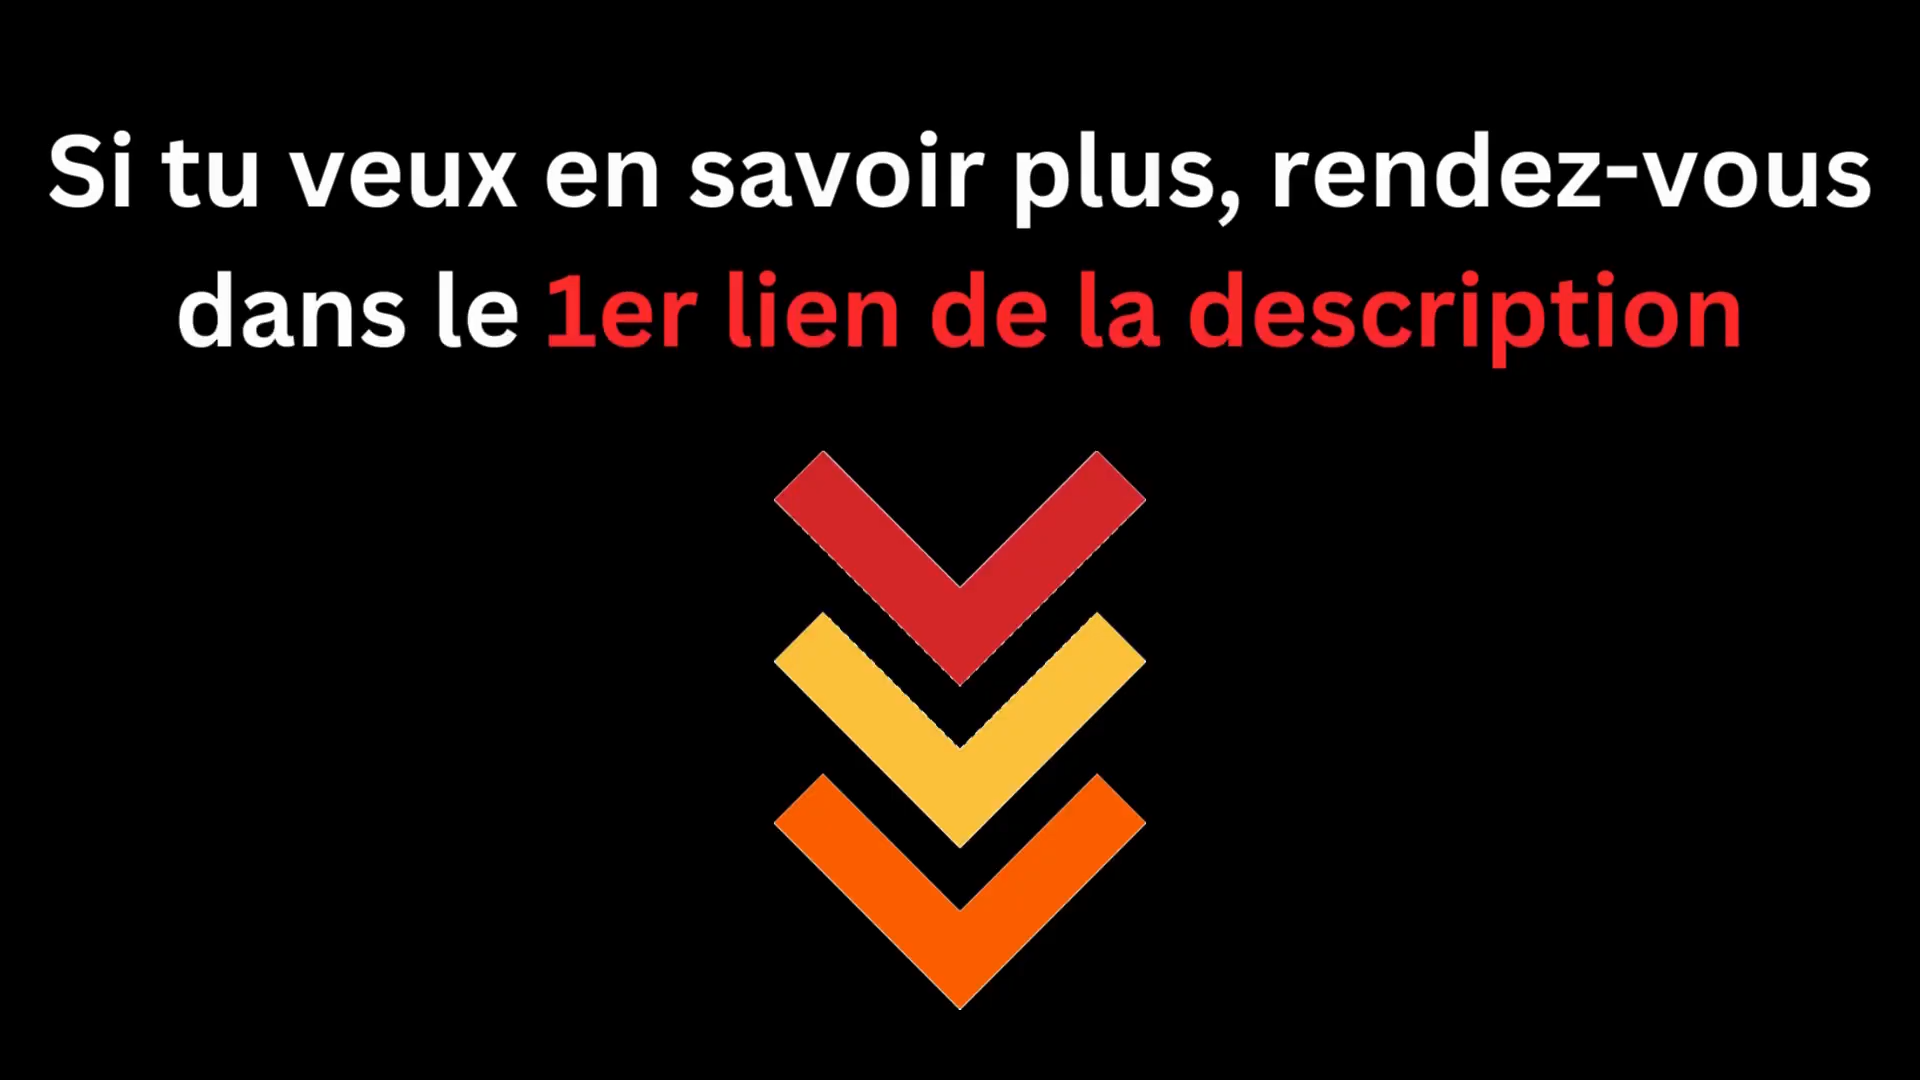 Si tu veux en savoir plus, rendez-vous
dans le 1er lien de la description